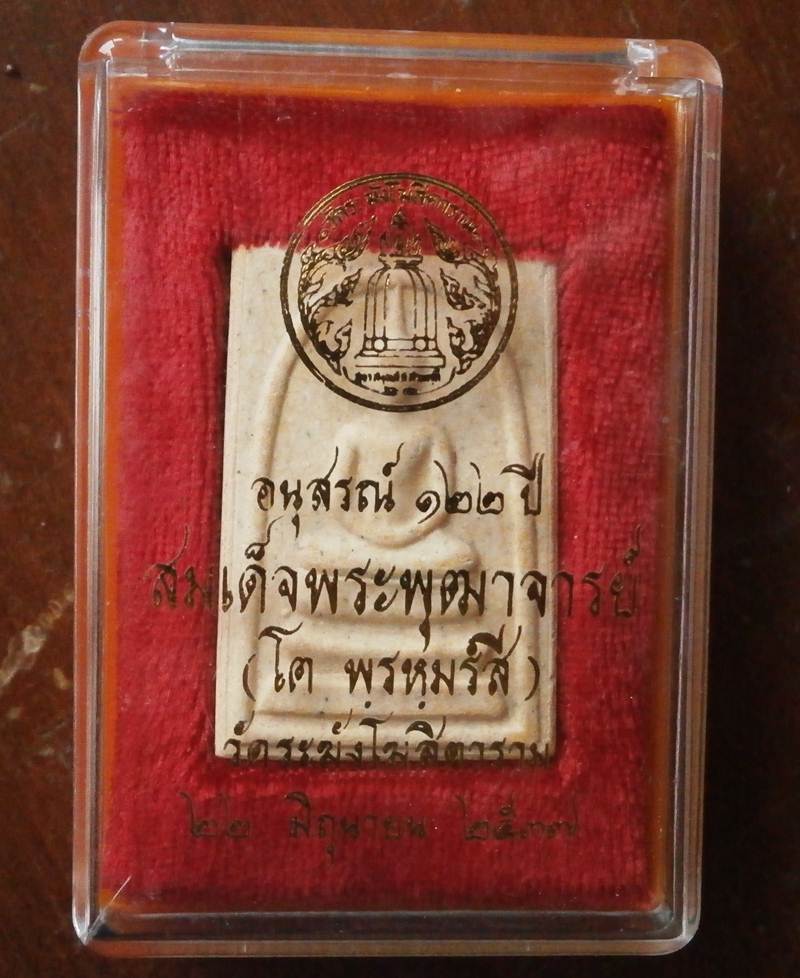 อนุสรณ์ ๑๒๒ ปี
สมเด็จพระพุฒาจารย์
(โต พฺรหฺมรํสี)
วัดระฆังโฆสิตาราม
๒๒ มิถุนายน ๒๕๓๗